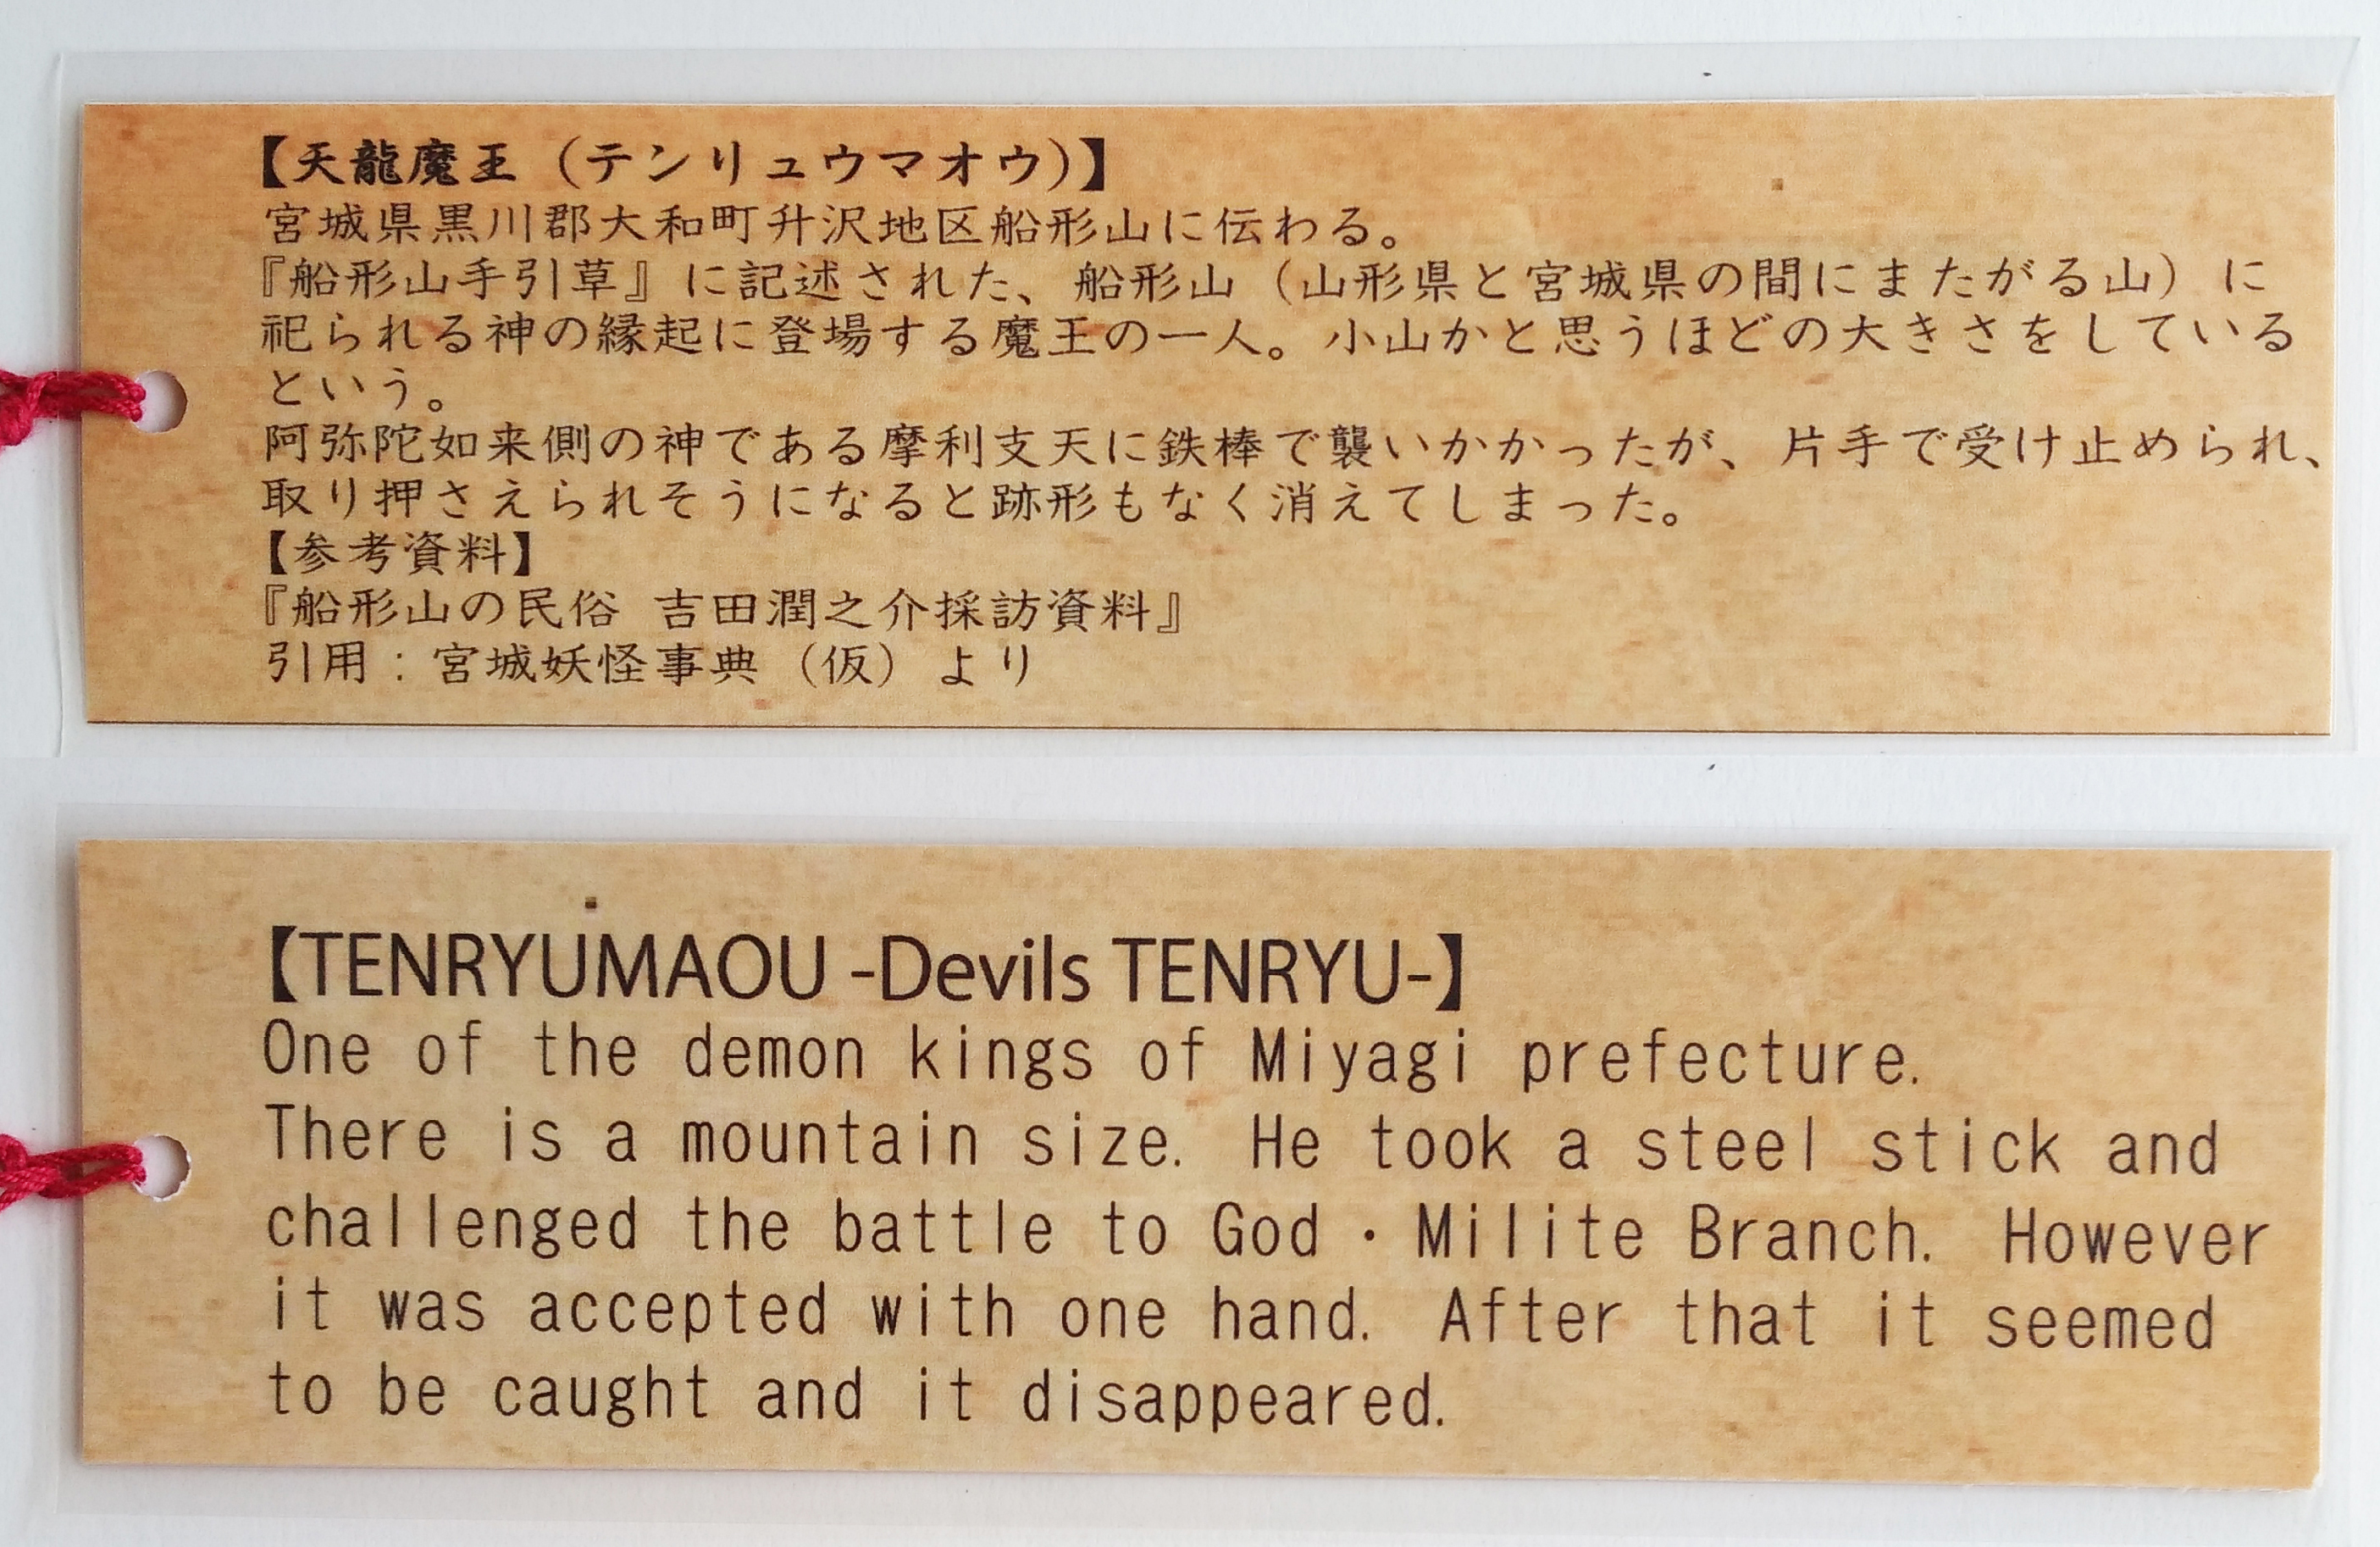 【天龍魔王（テンリュウマオウ）】
宮城県黒川郡大和町升沢地区船形山に伝わる。
『船形山手引草』に記述された、船形山（山形県と宮城県の間にまたがる山）に
祀られる神の縁起に登場する魔王の一人。小山かと思うほどの大きさをしている
という。
阿弥陀如来側の神である摩利支天に鉄棒で襲いかかったが、片手で受け止められ、
取り押さえられそうになると跡形もなく消えてしまった。
【参考資料】
『船形山の民俗 吉田潤之介採訪資料』
引用：宮城妖怪事典（仮）より
【TENRYUMAOU -Devils TENRYU-】
One of the demon kings of Miyagi prefecture.
There is a mountain size. He took a steel stick and
challenged the battle to God・Milite Branch. However
it was accepted with one hand. After that it seemed
to be caught and it disappeared.